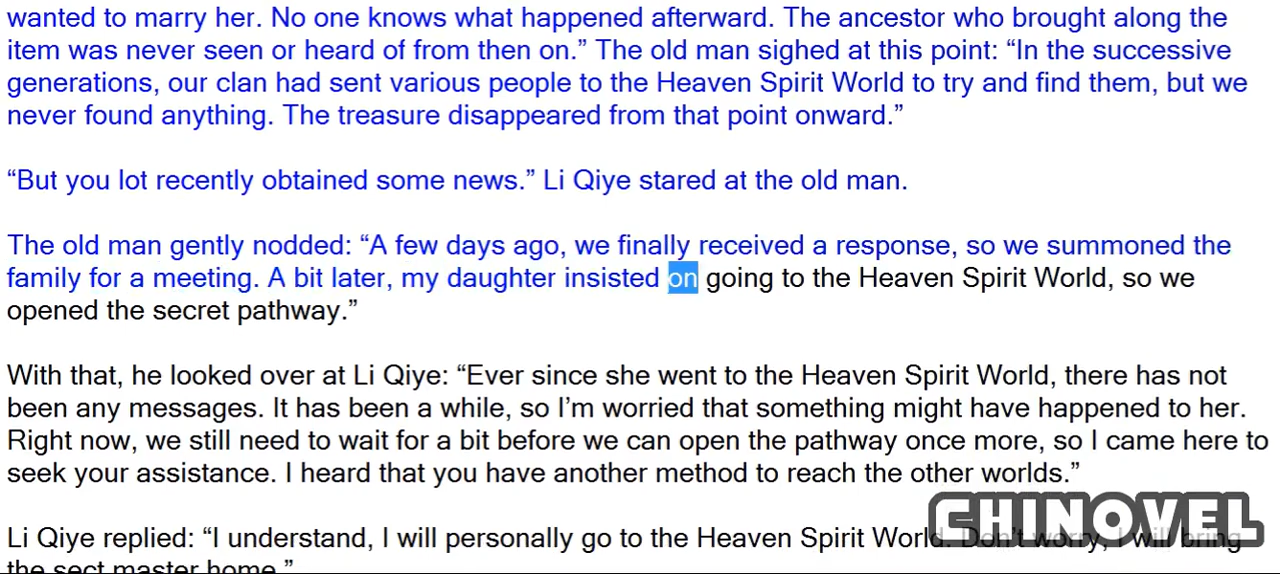 wanted to marry her. No one knows what happened afterward. The ancestor who brought along the
item was never seen or heard of from then on.” The old man sighed at this point: “In the successive
generations, our clan had sent various people to the Heaven Spirit World to try and find them, but we
never found anything. The treasure disappeared from that point onward.”
“But you lot recently obtained some news.” Li Qiye stared at the old man.
The old man gently nodded: “A few days ago, we finally received a response, so we summoned the
family for a meeting. A bit later, my daughter insisted on going to the Heaven Spirit World, so we
opened the secret pathway.”
With that, he looked over at Li Qiye: “Ever since she went to the Heaven Spirit World, there has not
been any messages. It has been a while, so I’m worried that something might have happened to her.
Right now, we still need to wait for a bit before we can open the pathway once more, so I came here to
seek your assistance. I heard that you have another method to reach the other worlds.”
CHINOVEL
Li Qiye replied: “I understand, I will personally go to the Heaven Spirit World. Don’t worry, I will bring
the sect master home.”